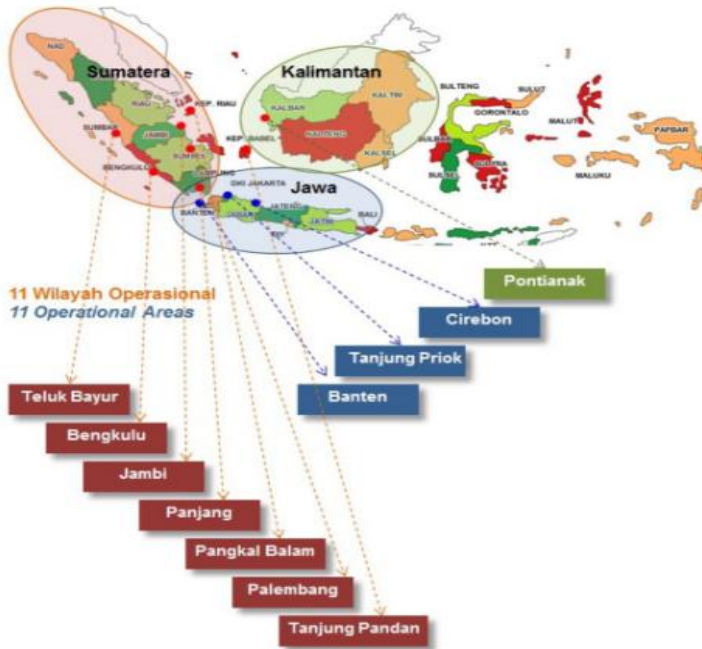 NAD
Sumatera
Kalimantan
RIAU
KEP. RIAU
KALBAR
KALTIM
SULTENG
SULUT
GORONTALO
MALUT
SUMBAR
JAMBI
KEP. BABEL
KALTENG
SULBAR
PAPBAR
BENGKULU
KALSEL
SULTRA
SULSEL
MALUKU
LAMPUNG
DKI JAKARTA
Jawa
BANTEN
JABAR
JATENG
JATIM
BALI
DIY
11 Wilayah Operasional
11 Operational Areas
Pontianak
Cirebon
Tanjung Priok
Banten
Teluk Bayur
Bengkulu
Jambi
Panjang
Pangkal Balam
Palembang
Tanjung Pandan